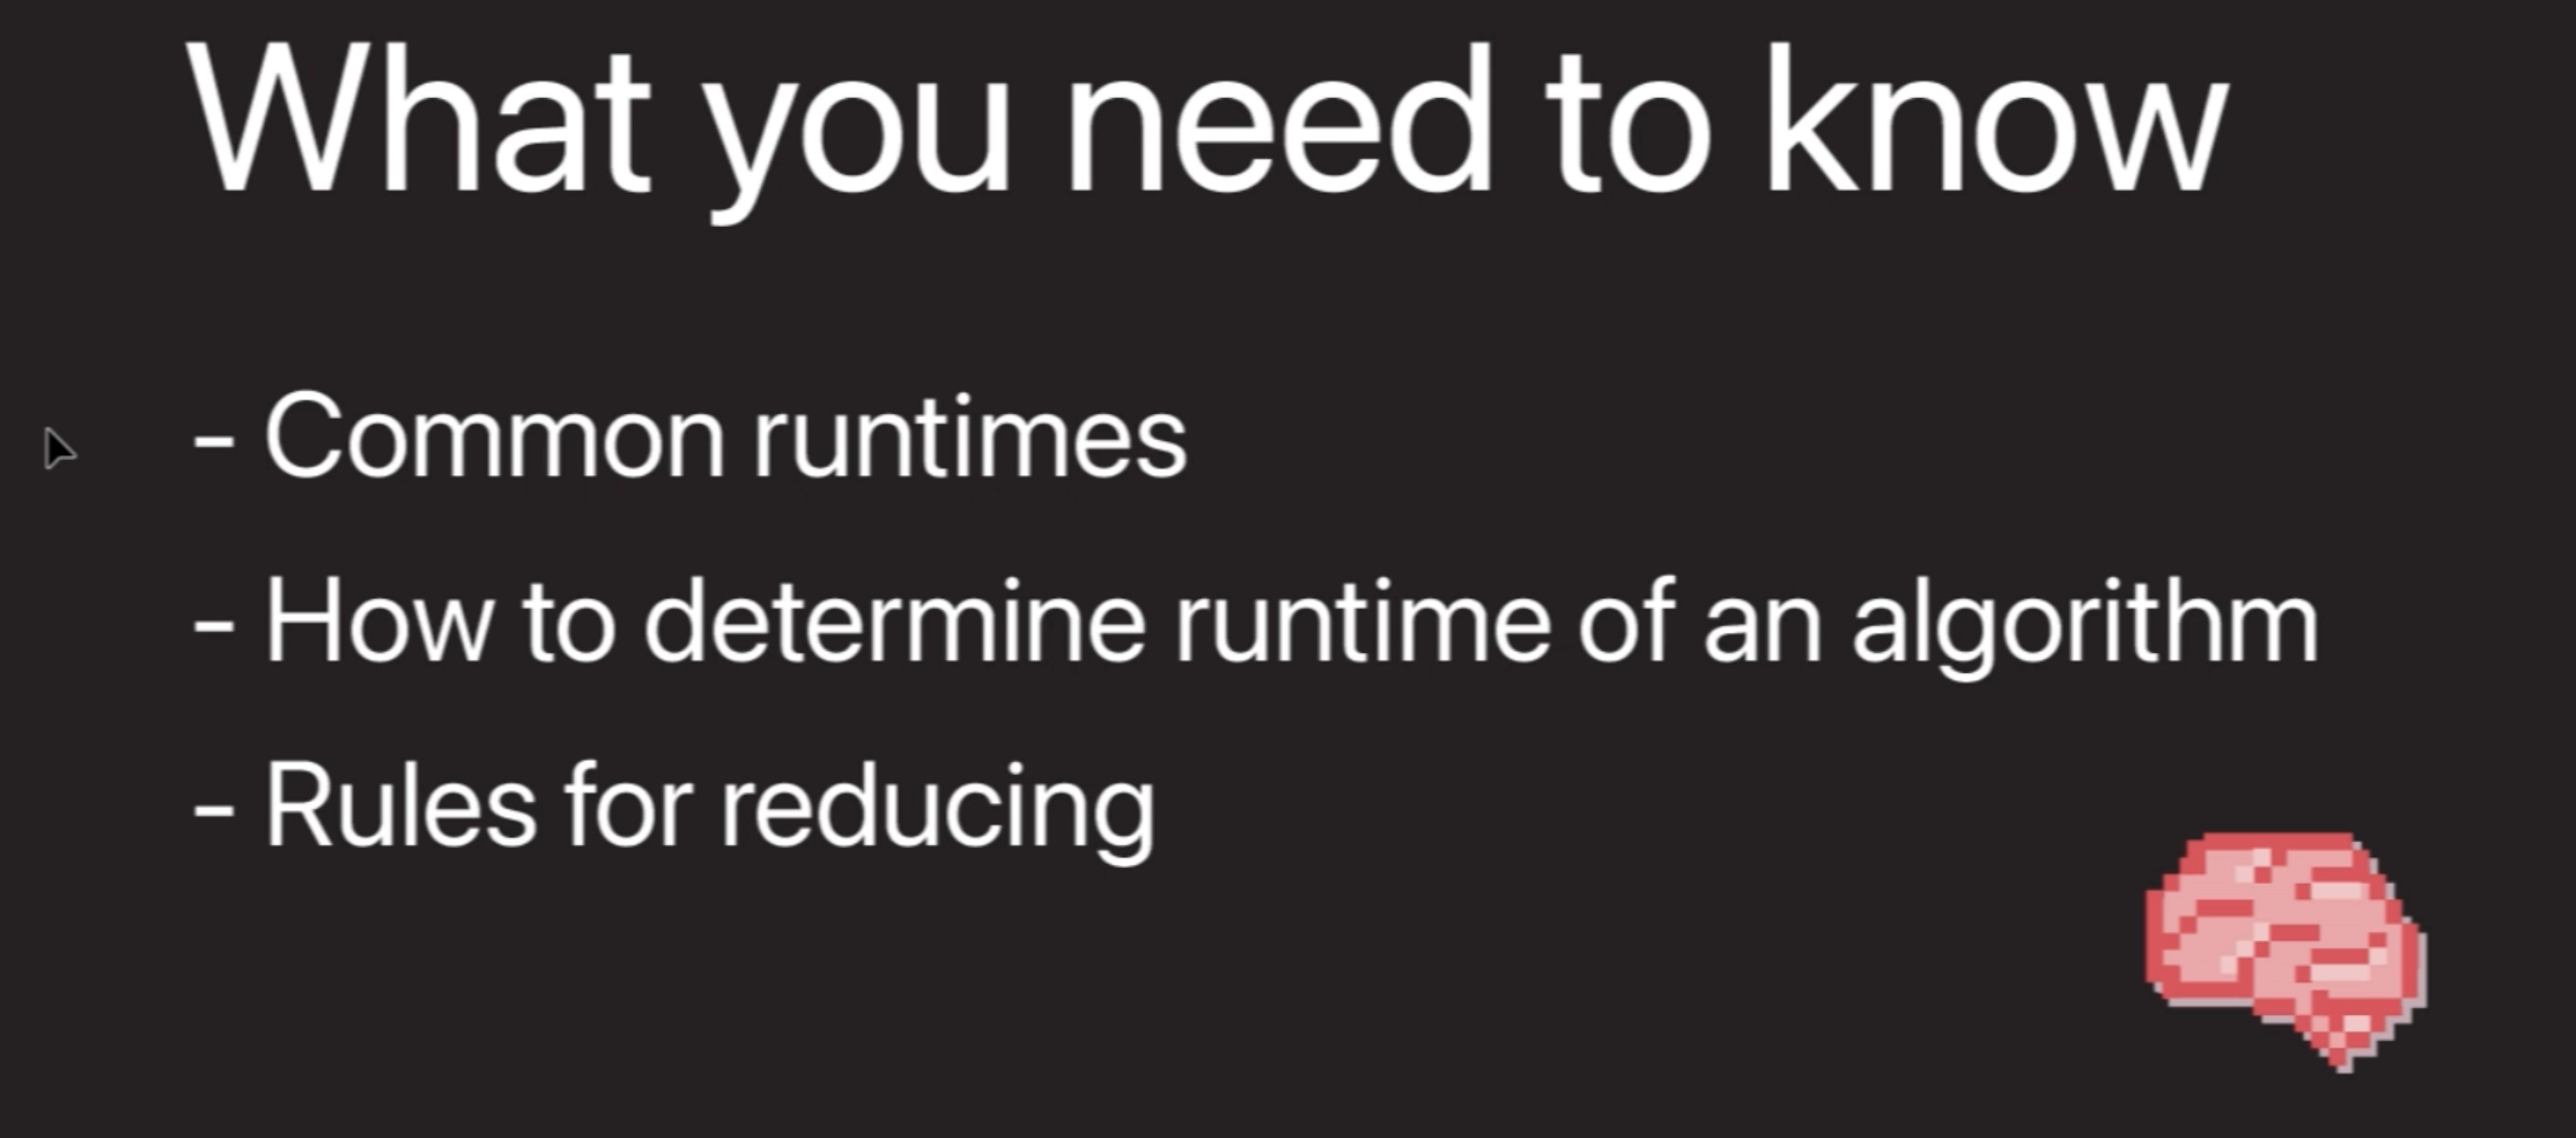 What you need to know
- Common runtimes
- How to determine runtime of an algorithm
- Rules for reducing